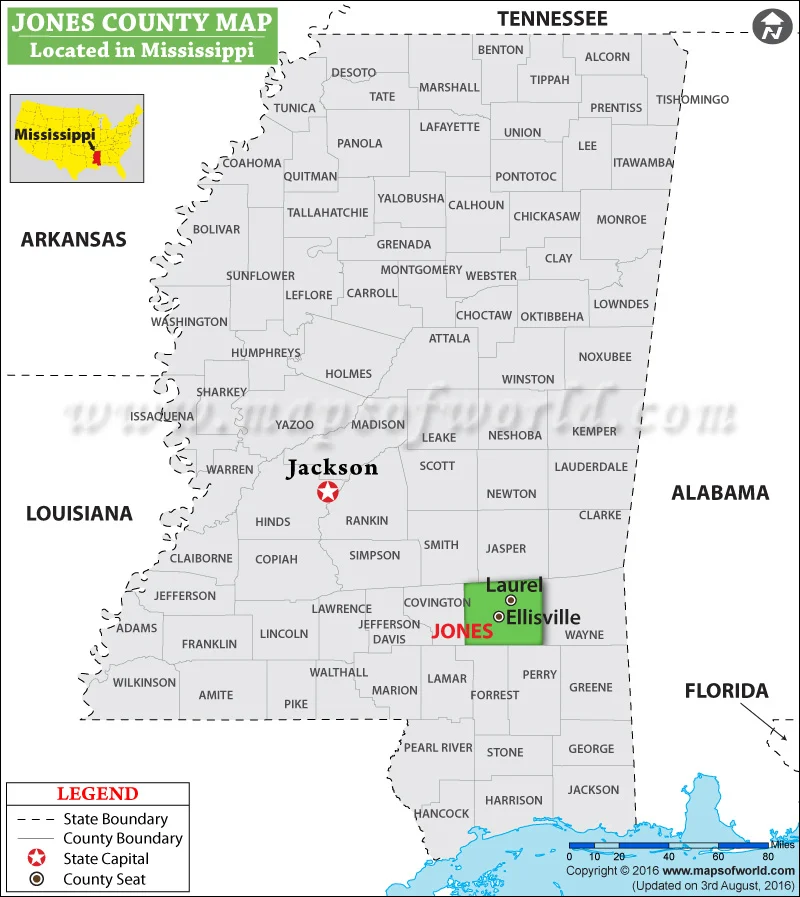 JONES COUNTY MAP
Located in Mississippi
TENNESSEE
N
Mississippi
ARKANSAS
LOUISIANA
ALABAMA
FLORIDA
BENTON
ALCORN
DESOTO
TATE
MARSHALL
TIPPAH
TISHOMINGO
TUNICA
PRENTISS
LAFAYETTE
UNION
PANOLA
LEE
COAHOMA
QUITMAN
PONTOTOC
ITAWAMBA
TALLAHATCHIE
YALOBUSHA
CALHOUN
CHICKASAW
MONROE
BOLIVAR
GRENADA
CLAY
SUNFLOWER
MONTGOMERY
WEBSTER
LEFLORE
CARROLL
LOWNDES
WASHINGTON
CHOCTAW
OKTIBBEHA
ATTALA
HUMPHREYS
NOXUBEE
HOLMES
WINSTON
SHARKEY
www.mapsofworld.com
ISSAQUENA
YAZOO
MADISON
LEAKE
NESHOBA
KEMPER
WARREN
Jackson
SCOTT
LAUDERDALE
NEWTON
HINDS
RANKIN
CLARKE
CLAIBORNE
COPIAH
SIMPSON
SMITH
JASPER
JEFFERSON
LAWRENCE
COVINGTON
Laurel
Ellisville
JONES
ADAMS
FRANKLIN
LINCOLN
JEFFERSON
DAVIS
WAYNE
WILKINSON
AMITE
PIKE
WALTHALL
MARION
LAMAR
FORREST
PERRY
GREENE
PEARL RIVER
STONE
GEORGE
HANCOCK
HARRISON
JACKSON
LEGEND
State Boundary
County Boundary
State Capital
County Seat
Miles
0 10 20 40 60 80
Copyright © 2016 www.mapsofworld.com
(Updated on 3rd August, 2016)